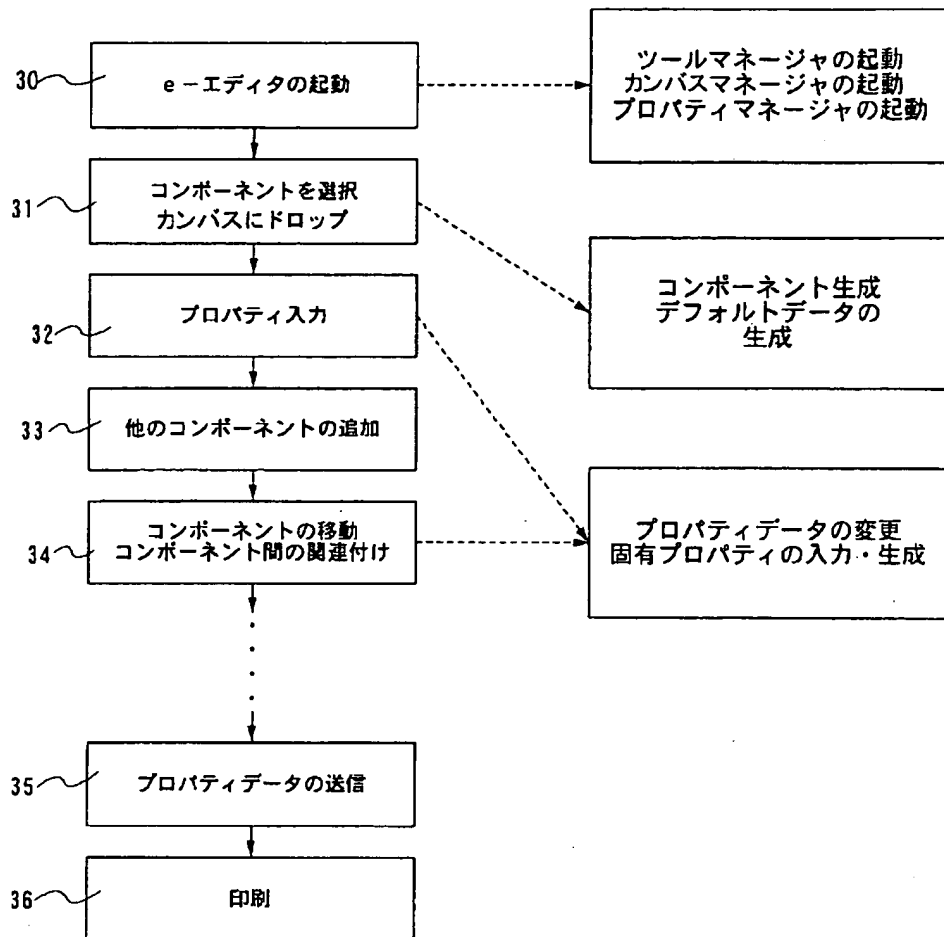 30
e-エディタの起動
ツールマネージャの起動
カンバスマネージャの起動
プロパティマネージャの起動
31
コンポーネントを選択
カンバスにドロップ
コンポーネント生成
デフォルトデータの
生成
32
プロパティ入力
33
他のコンポーネントの追加
34
コンポーネントの移動
コンポーネント間の関連付け
プロパティデータの変更
固有プロパティの入力・生成
35
プロパティデータの送信
36
印刷